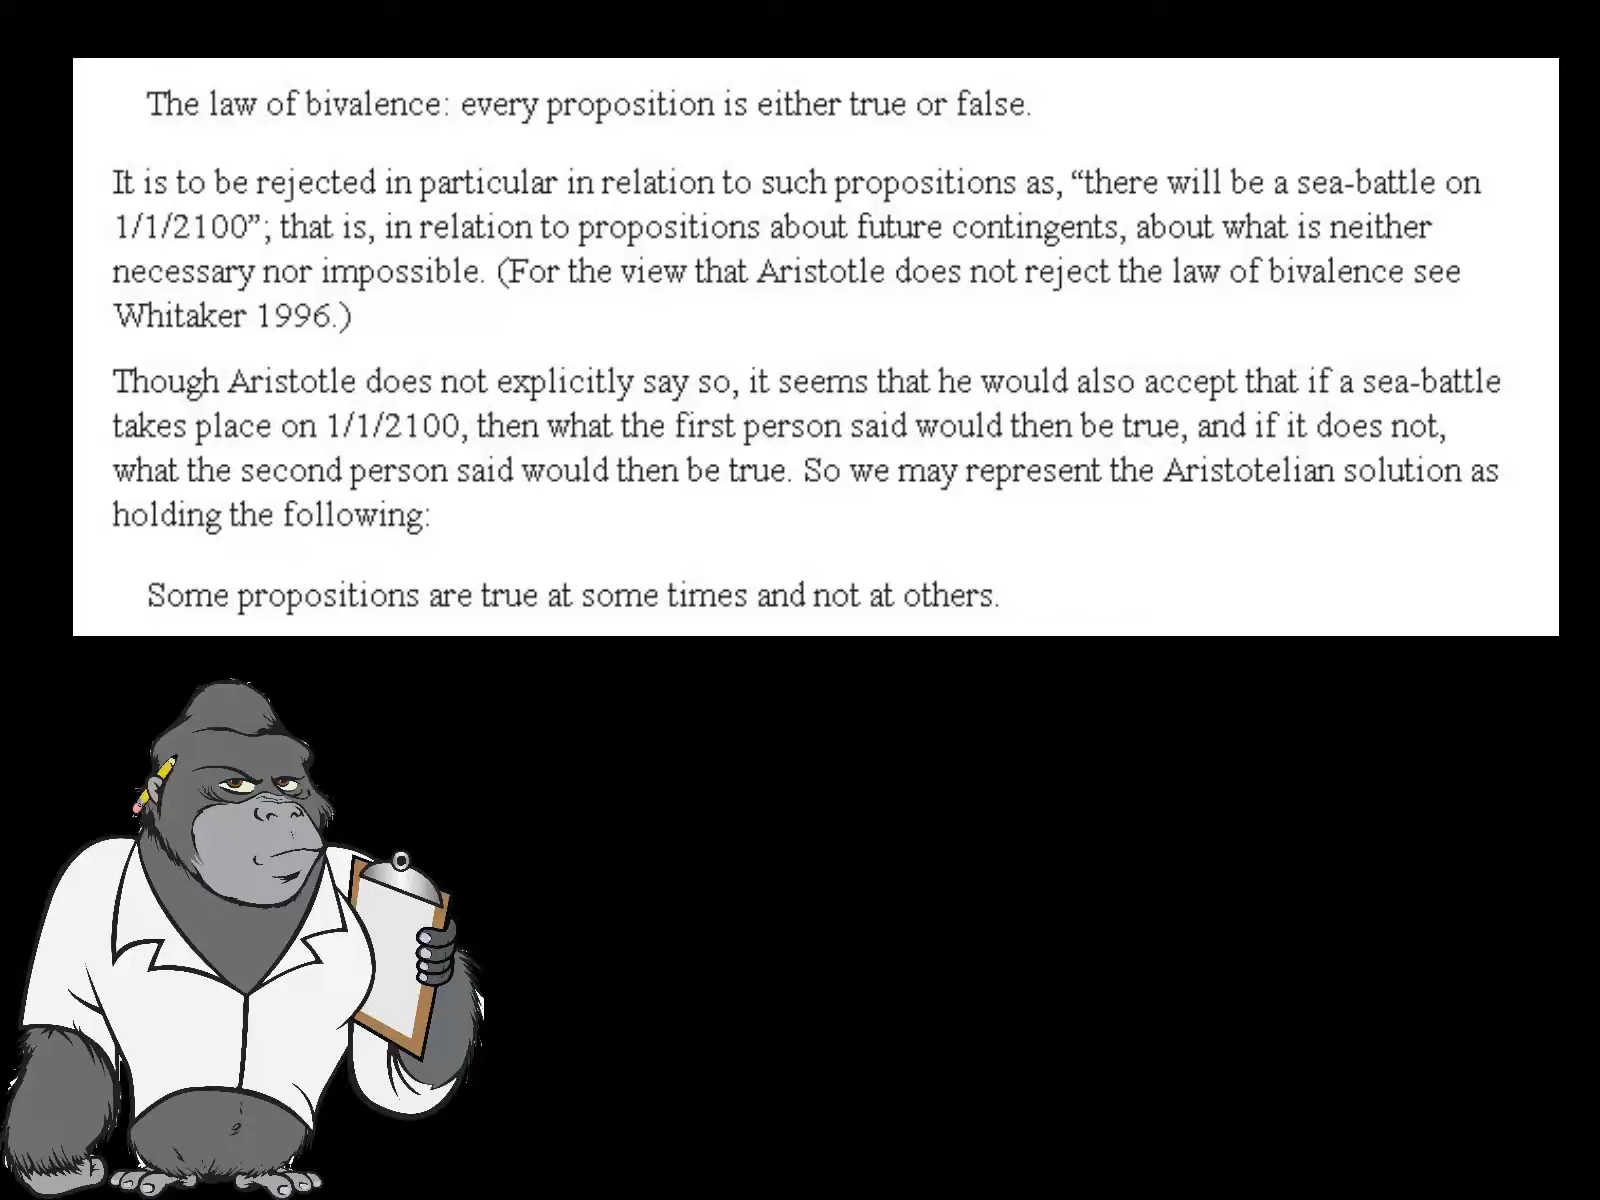 The law of bivalence: every proposition is either true or false.
It is to be rejected in particular in relation to such propositions as, “there will be a sea-battle on
1/1/2100”; that is, in relation to propositions about future contingents, about what is neither
necessary nor impossible. (For the view that Aristotle does not reject the law of bivalence see
Whitaker 1996.)
Though Aristotle does not explicitly say so, it seems that he would also accept that if a sea-battle
takes place on 1/1/2100, then what the first person said would then be true, and if it does not,
what the second person said would then be true. So we may represent the Aristotelian solution as
holding the following:
Some propositions are true at some times and not at others.